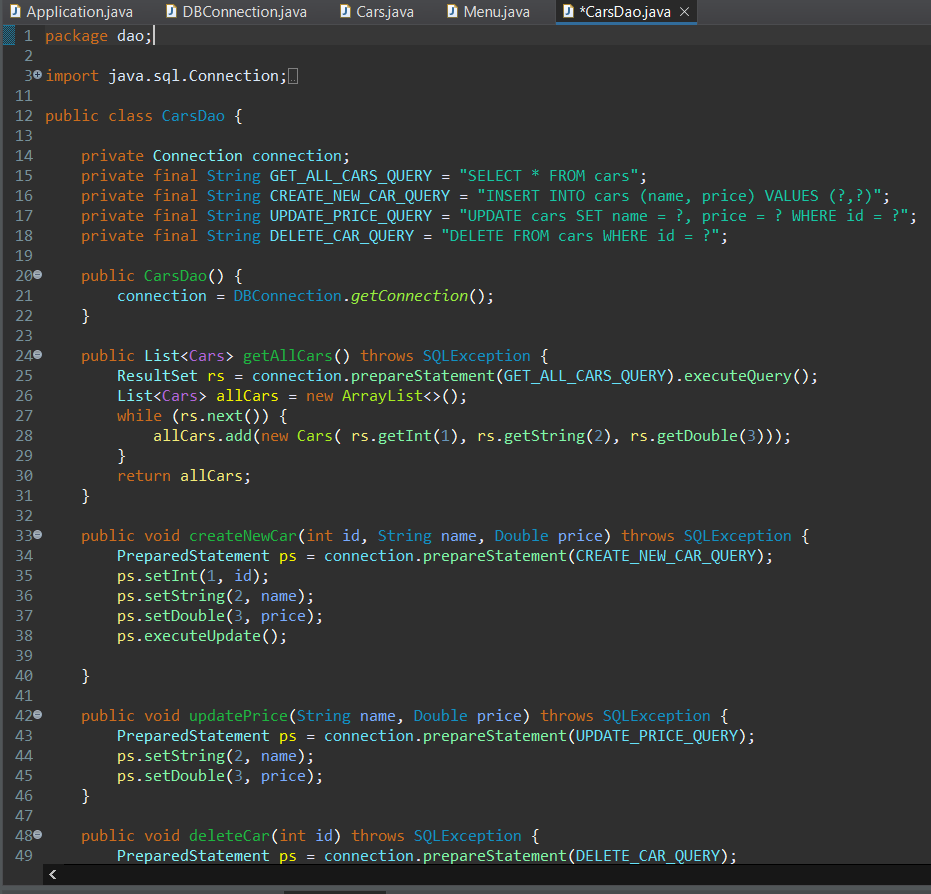 Application.java DBConnection.java Cars.java Menu.java *CarsDao.java
1 package dao;
2
3 import java.sql.Connection;
11
12 public class CarsDao {
13
14     private Connection connection;
15     private final String GET_ALL_CARS_QUERY = "SELECT * FROM cars";
16     private final String CREATE_NEW_CAR_QUERY = "INSERT INTO cars (name, price) VALUES (?,?)";
17     private final String UPDATE_PRICE_QUERY = "UPDATE cars SET name = ?, price = ? WHERE id = ?";
18     private final String DELETE_CAR_QUERY = "DELETE FROM cars WHERE id = ?";
19
20     public CarsDao() {
21         connection = DBConnection.getConnection();
22     }
23
24     public List<Cars> getAllCars() throws SQLException {
25         ResultSet rs = connection.prepareStatement(GET_ALL_CARS_QUERY).executeQuery();
26         List<Cars> allCars = new ArrayList<>();
27         while (rs.next()) {
28             allCars.add(new Cars( rs.getInt(1), rs.getString(2), rs.getDouble(3)));
29         }
30         return allCars;
31     }
32
33     public void createNewCar(int id, String name, Double price) throws SQLException {
34         PreparedStatement ps = connection.prepareStatement(CREATE_NEW_CAR_QUERY);
35         ps.setInt(1, id);
36         ps.setString(2, name);
37         ps.setDouble(3, price);
38         ps.executeUpdate();
39
40     }
41
42     public void updatePrice(String name, Double price) throws SQLException {
43         PreparedStatement ps = connection.prepareStatement(UPDATE_PRICE_QUERY);
44         ps.setString(2, name);
45         ps.setDouble(3, price);
46     }
47
48     public void deleteCar(int id) throws SQLException {
49         PreparedStatement ps = connection.prepareStatement(DELETE_CAR_QUERY);